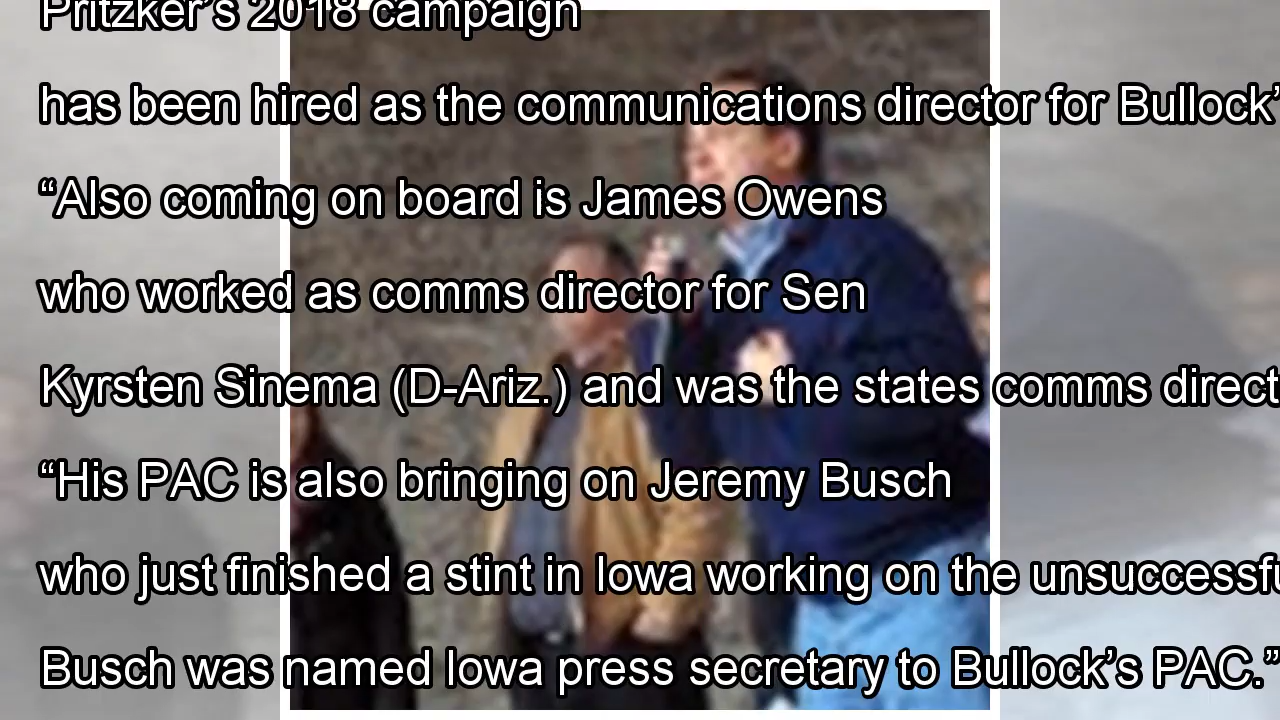 Pritzker’s 2018 campaign
has been hired as the communications director for Bullock’
“Also coming on board is James Owens
who worked as comms director for Sen
Kyrsten Sinema (D-Ariz.) and was the states comms direct
“His PAC is also bringing on Jeremy Busch
who just finished a stint in Iowa working on the unsuccessfu
Busch was named Iowa press secretary to Bullock’s PAC.”